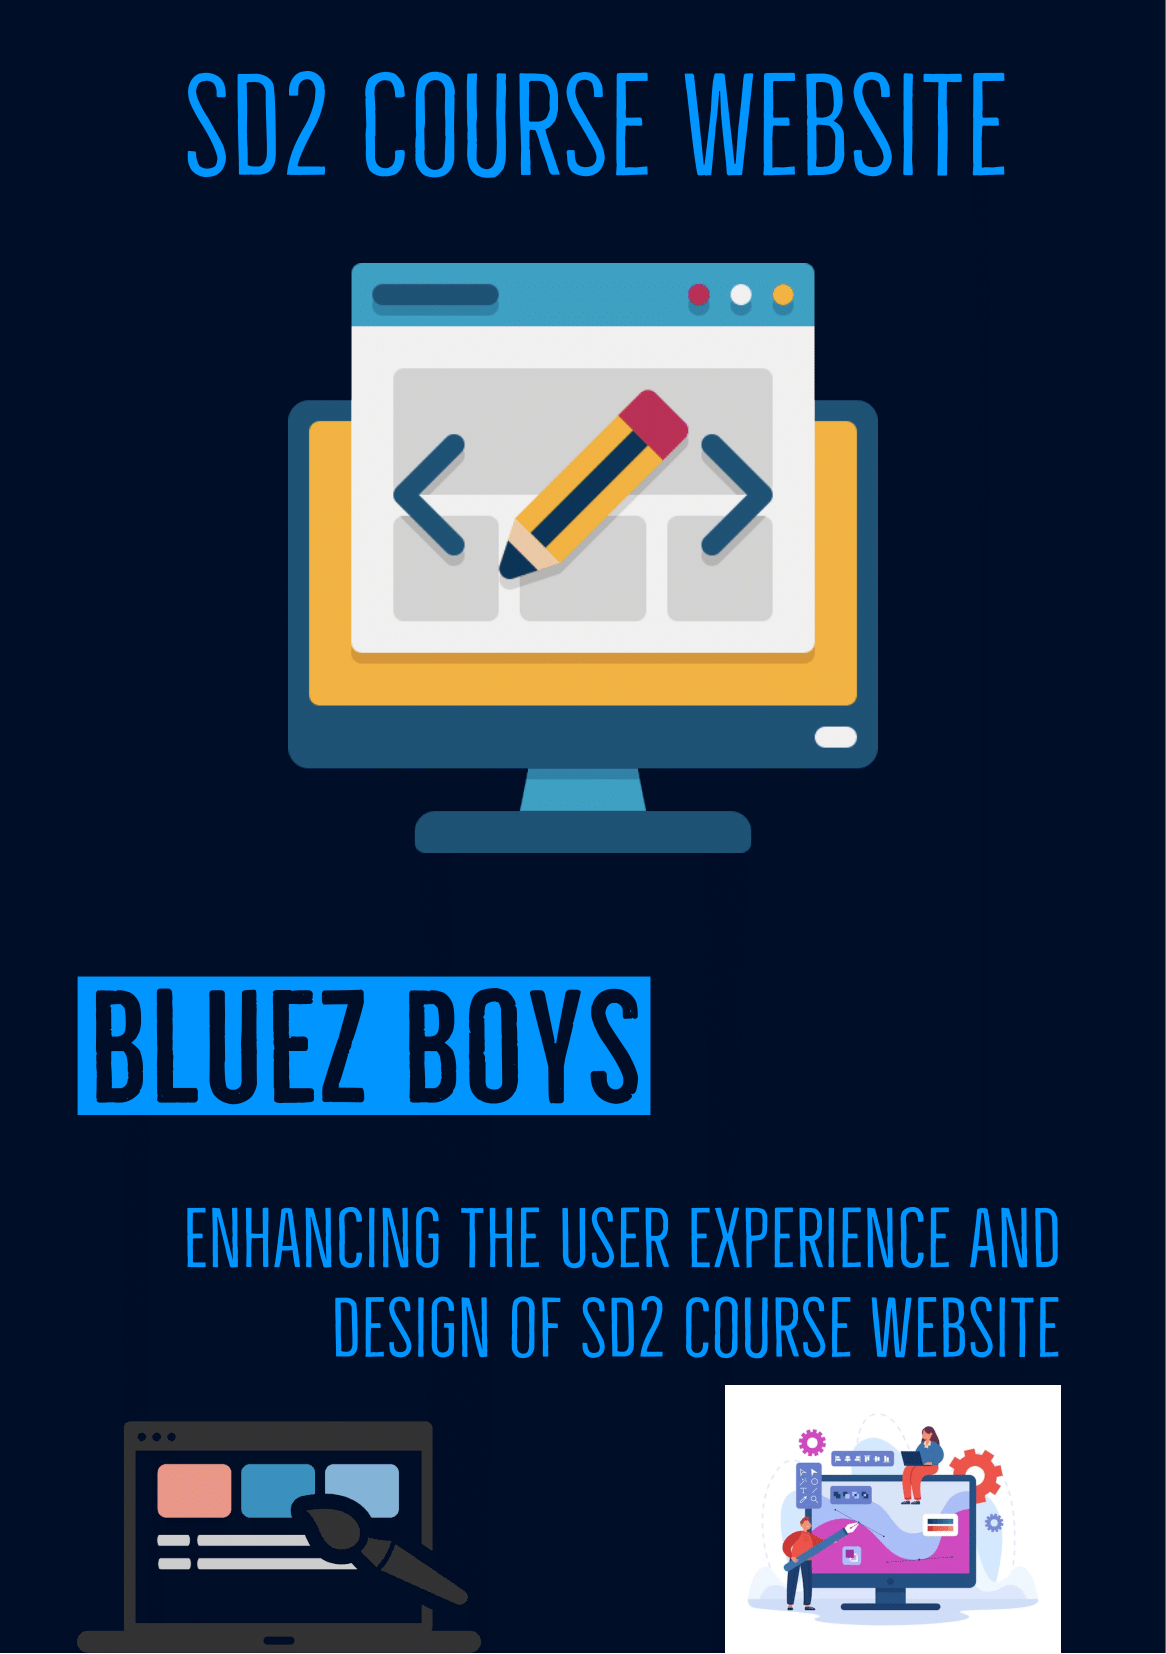 SD2 COURSE WEBSITE
BLUEZ BOYS
ENHANCING THE USER EXPERIENCE AND
DESIGN OF SD2 COURSE WEBSITE